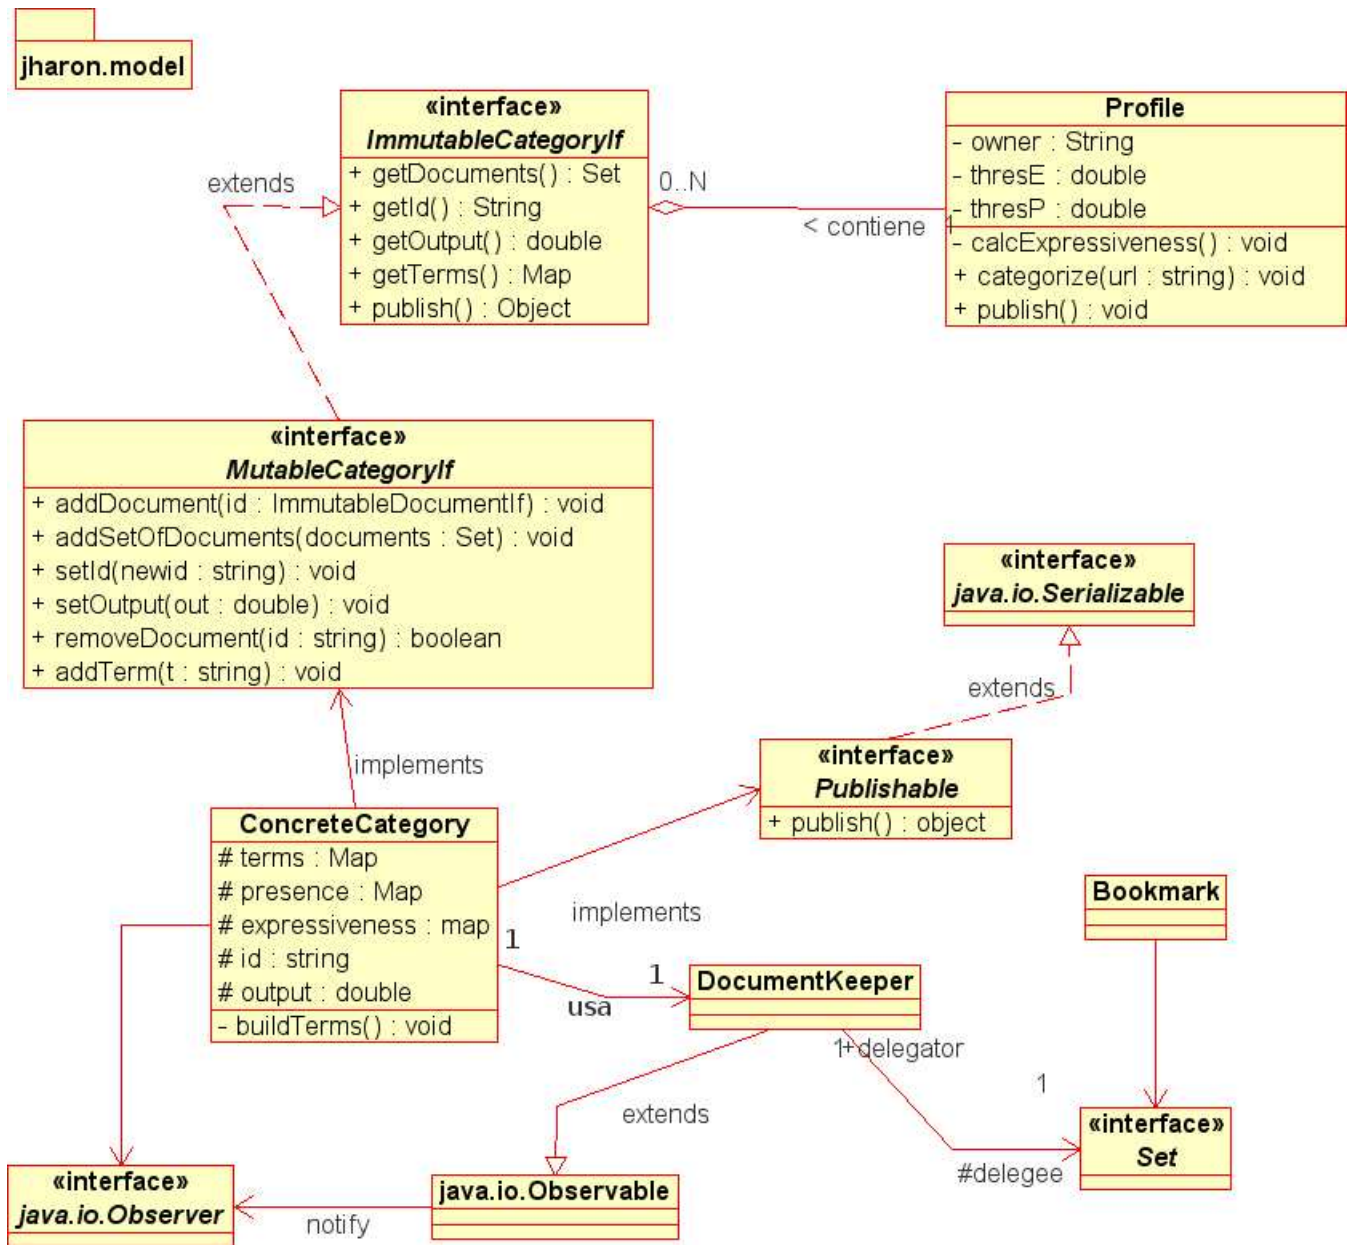 jharon.model
«interface»
ImmutableCategoryIf
+ getDocuments() : Set
+ getId() : String
+ getOutput() : double
+ getTerms() : Map
+ publish() : Object
Profile
- owner : String
- thresE : double
- thresP : double
- calcExpressiveness() : void
+ categorize(url : string) : void
+ publish() : void
extends
0..N
< contiene
1
«interface»
MutableCategoryIf
+ addDocument(id : ImmutableDocumentIf) : void
+ addSetOfDocuments(documents : Set) : void
+ setId(newid : string) : void
+ setOutput(out : double) : void
+ removeDocument(id : string) : boolean
+ addTerm(t : string) : void
«interface»
java.io.Serializable
extends
implements
«interface»
Publishable
+ publish() : object
ConcreteCategory
# terms : Map
# presence : Map
# expressiveness : map
# id : string
# output : double
- buildTerms() : void
implements
1
1
usa
DocumentKeeper
Bookmark
1
+delegator
1
#delegee
extends
«interface»
Set
«interface»
java.io.Observer
notify
java.io.Observable